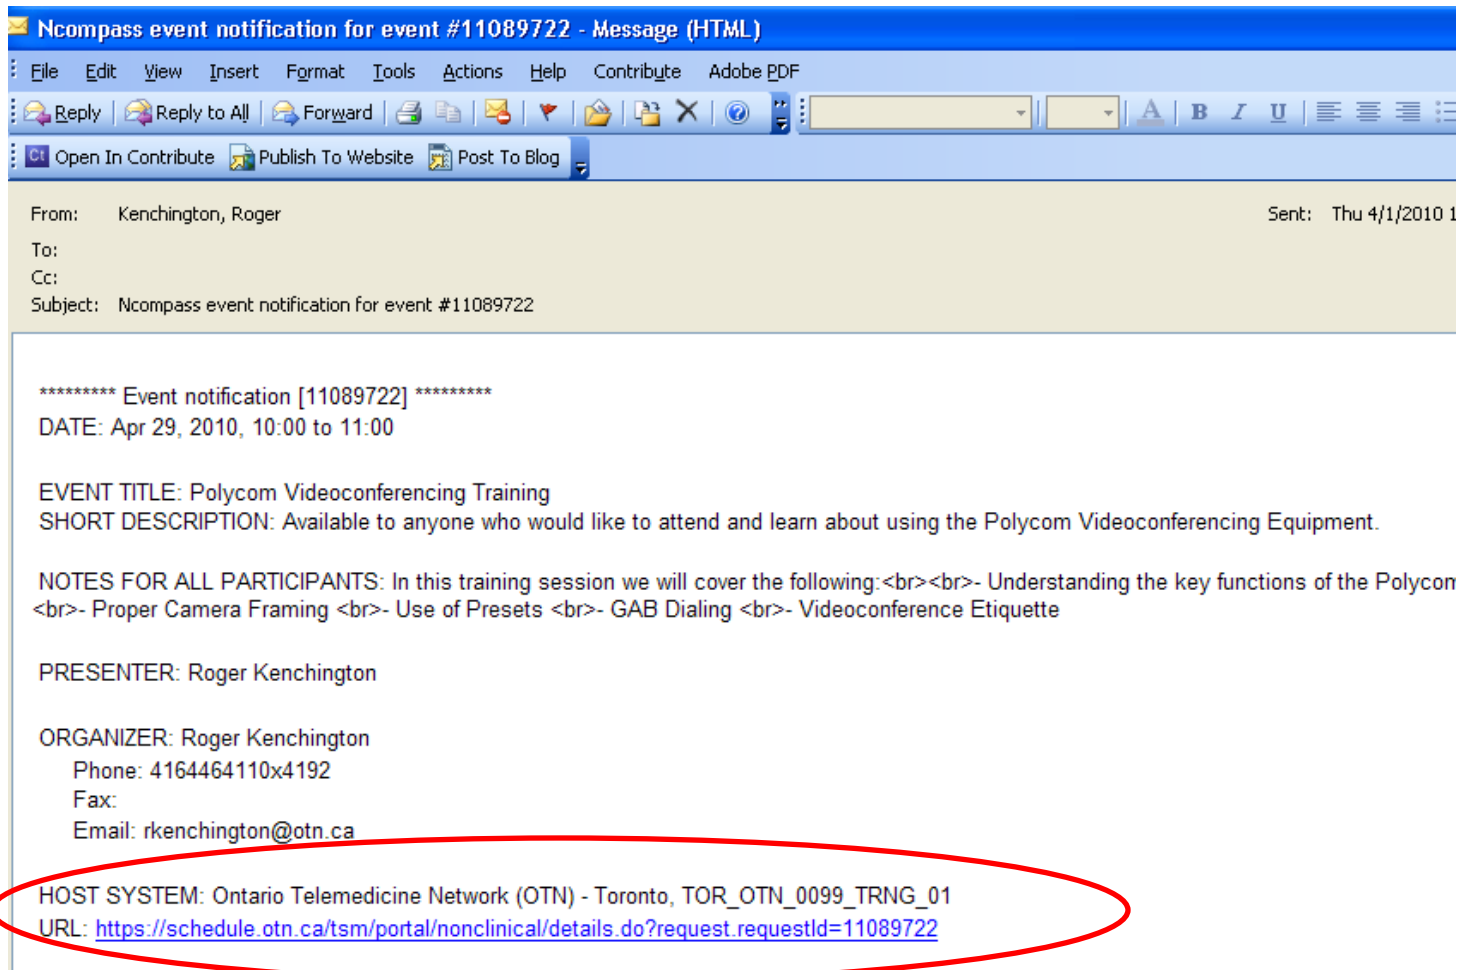 Ncompass event notification for event #11089722 - Message (HTML)
File Edit View Insert Format Tools Actions Help Contribute Adobe PDF
Reply Reply to All Forward A B I U
Ct Open In Contribute Publish To Website Post To Blog
From: Kenchington, Roger Sent: Thu 4/1/2010 1
To:
Cc:
Subject: Ncompass event notification for event #11089722
********* Event notification [11089722] *********
DATE: Apr 29, 2010, 10:00 to 11:00
EVENT TITLE: Polycom Videoconferencing Training
SHORT DESCRIPTION: Available to anyone who would like to attend and learn about using the Polycom Videoconferencing Equipment.
NOTES FOR ALL PARTICIPANTS: In this training session we will cover the following:<br><br>- Understanding the key functions of the Polycom
<br>- Proper Camera Framing <br>- Use of Presets <br>- GAB Dialing <br>- Videoconference Etiquette
PRESENTER: Roger Kenchington
ORGANIZER: Roger Kenchington
Phone: 4164464110x4192
Fax:
Email: rkenchington@otn.ca
HOST SYSTEM: Ontario Telemedicine Network (OTN) - Toronto, TOR_OTN_0099_TRNG_01
URL: https://schedule.otn.ca/tsm/portal/nonclinical/details.do?request.requestId=11089722